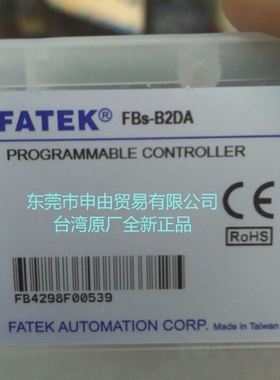 FATEK® FBs-B2DA
PROGRAMMABLE CONTROLLER
东莞市申由贸易有限公司
台湾原厂全新正品
CE
RoHS
FB4298F00539
FATEK AUTOMATION CORP. Made in Taiwan